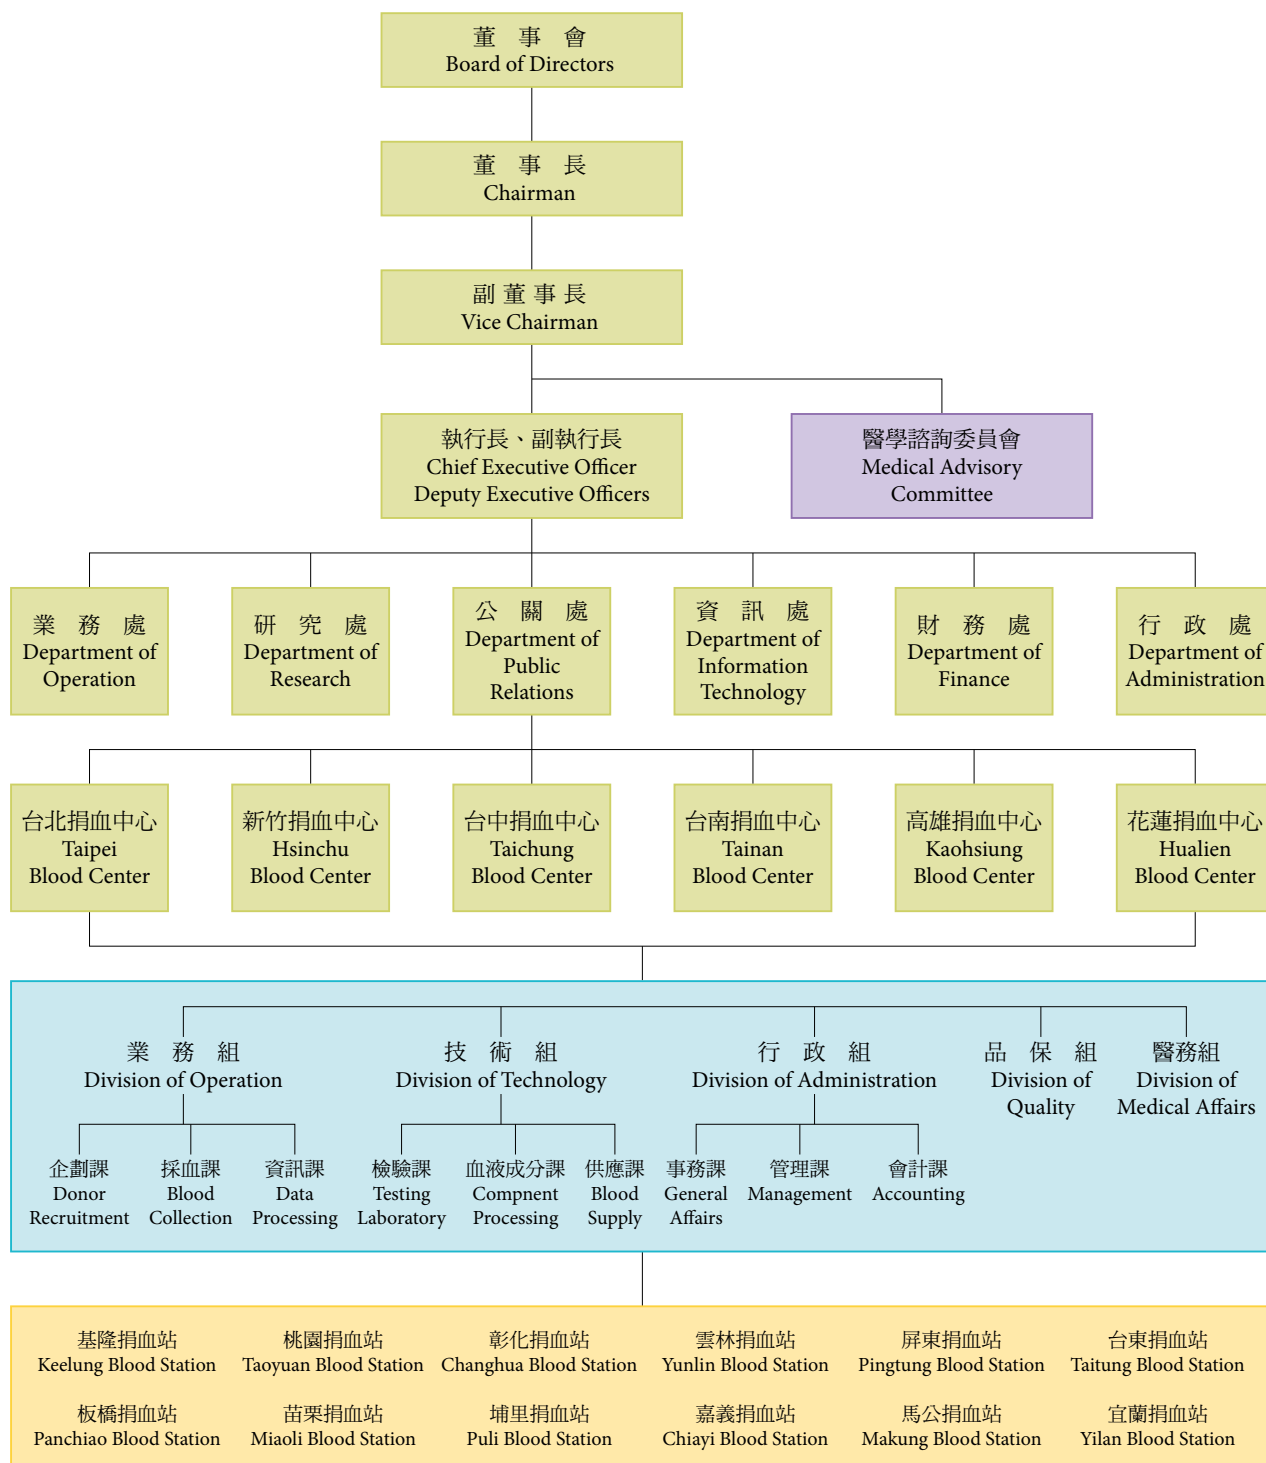 董 事 會
Board of Directors
董 事 長
Chairman
副 董 事 長
Vice Chairman
執行長、副執行長
Chief Executive Officer
Deputy Executive Officers
醫學諮詢委員會
Medical Advisory
Committee
業 務 處
Department of
Operation
研 究 處
Department of
Research
公 關 處
Department of
Public
Relations
資 訊 處
Department of
Information
Technology
財 務 處
Department of
Finance
行 政 處
Department of
Administration
台北捐血中心
Taipei
Blood Center
新竹捐血中心
Hsinchu
Blood Center
台中捐血中心
Taichung
Blood Center
台南捐血中心
Tainan
Blood Center
高雄捐血中心
Kaohsiung
Blood Center
花蓮捐血中心
Hualien
Blood Center
業 務 組
Division of Operation
技 術 組
Division of Technology
行 政 組
Division of Administration
品 保 組
Division of
Quality
醫務組
Division of
Medical Affairs
企劃課
Donor
Recruitment
採血課
Blood
Collection
資訊課
Data
Processing
檢驗課
Testing
Laboratory
血液成分課
Compnent
Processing
供應課
Blood
Supply
事務課
General
Affairs
管理課
Management
會計課
Accounting
基隆捐血站
Keelung Blood Station
桃園捐血站
Taoyuan Blood Station
彰化捐血站
Changhua Blood Station
雲林捐血站
Yunlin Blood Station
屏東捐血站
Pingtung Blood Station
台東捐血站
Taitung Blood Station
板橋捐血站
Panchiao Blood Station
苗栗捐血站
Miaoli Blood Station
埔里捐血站
Puli Blood Station
嘉義捐血站
Chiayi Blood Station
馬公捐血站
Makung Blood Station
宜蘭捐血站
Yilan Blood Station